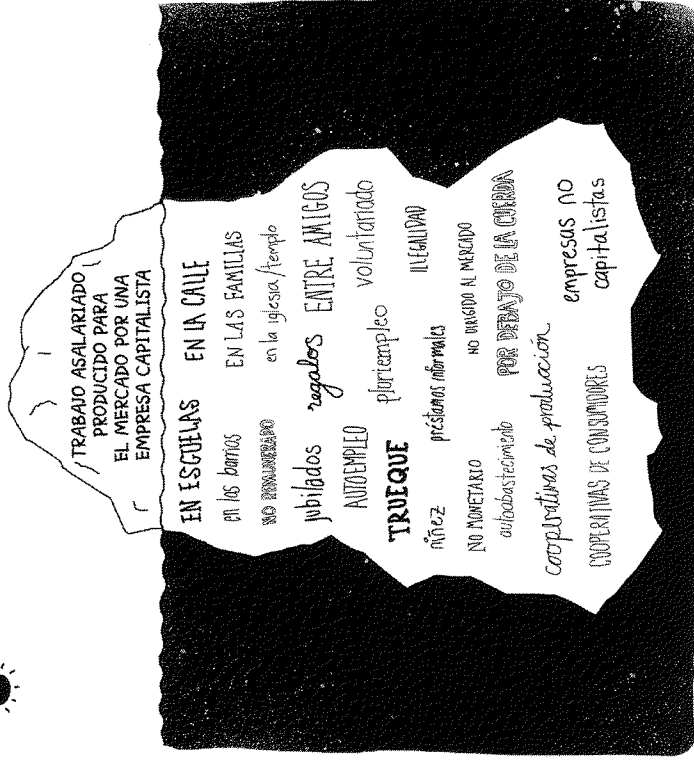 TRABAJO ASALARIADO
PRODUCIDO PARA
EL MERCADO POR UNA
EMPRESA CAPITALISTA
EN ESCUELAS EN LA CALLE
en los barrios EN LAS FAMILIAS
NO REMUNERADO en la iglesia/templo
jubilados regalos ENTRE AMIGOS
AUTOEMPLEO pluriempleo voluntariado
TRUEQUE ILEGALIDAD
niñez préstamos informales
NO MONETARIO NO DIRIGIDO AL MERCADO
autoabastecimiento POR DEBAJO DE LA CUERDA
cooperativas de producción
empresas no
capitalistas
COOPERATIVAS DE CONSUMIDORES